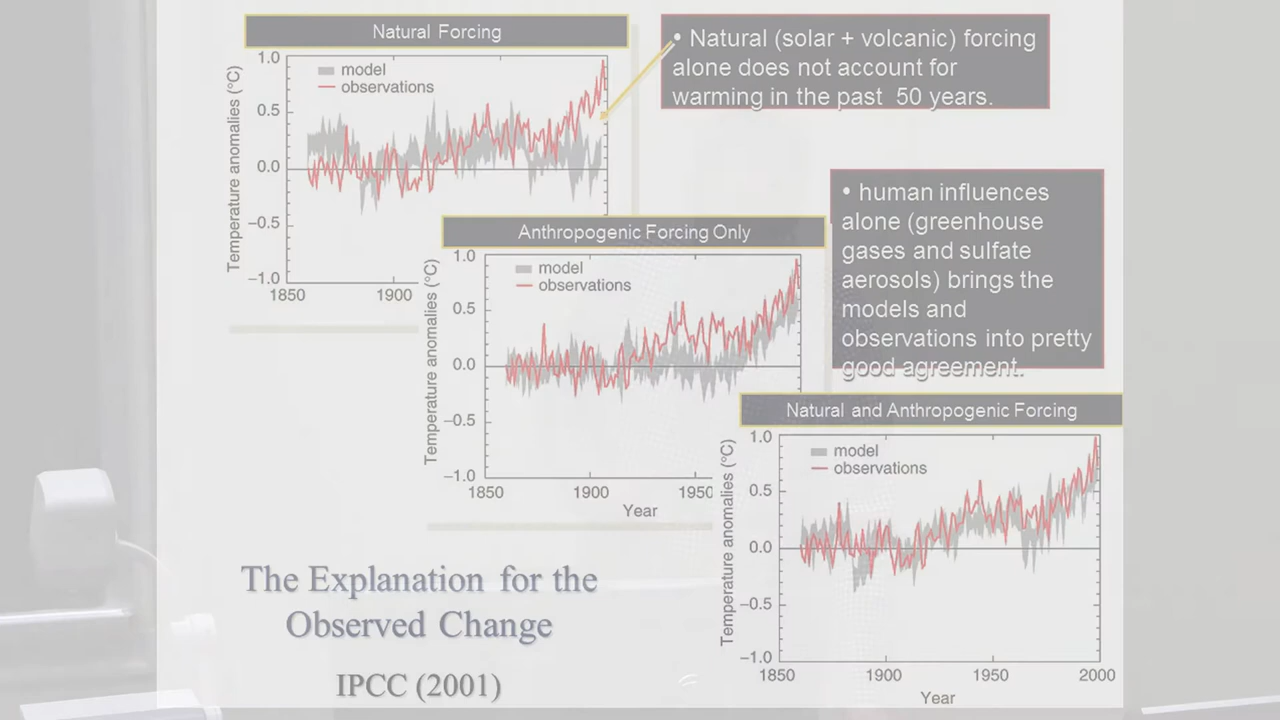 Natural Forcing
1.0
0.5
0.0
−0.5
−1.0
Temperature anomalies (°C)
model
observations
1850
1900
• Natural (solar + volcanic) forcing
alone does not account for
warming in the past 50 years.
Anthropogenic Forcing Only
1.0
0.5
0.0
−0.5
−1.0
Temperature anomalies (°C)
model
observations
1850
1900
1950
Year
• human influences
alone (greenhouse
gases and sulfate
aerosols) brings the
models and
observations into pretty
good agreement.
Natural and Anthropogenic Forcing
1.0
0.5
0.0
−0.5
−1.0
Temperature anomalies (°C)
model
observations
1850
1900
1950
2000
Year
The Explanation for the
Observed Change
IPCC (2001)